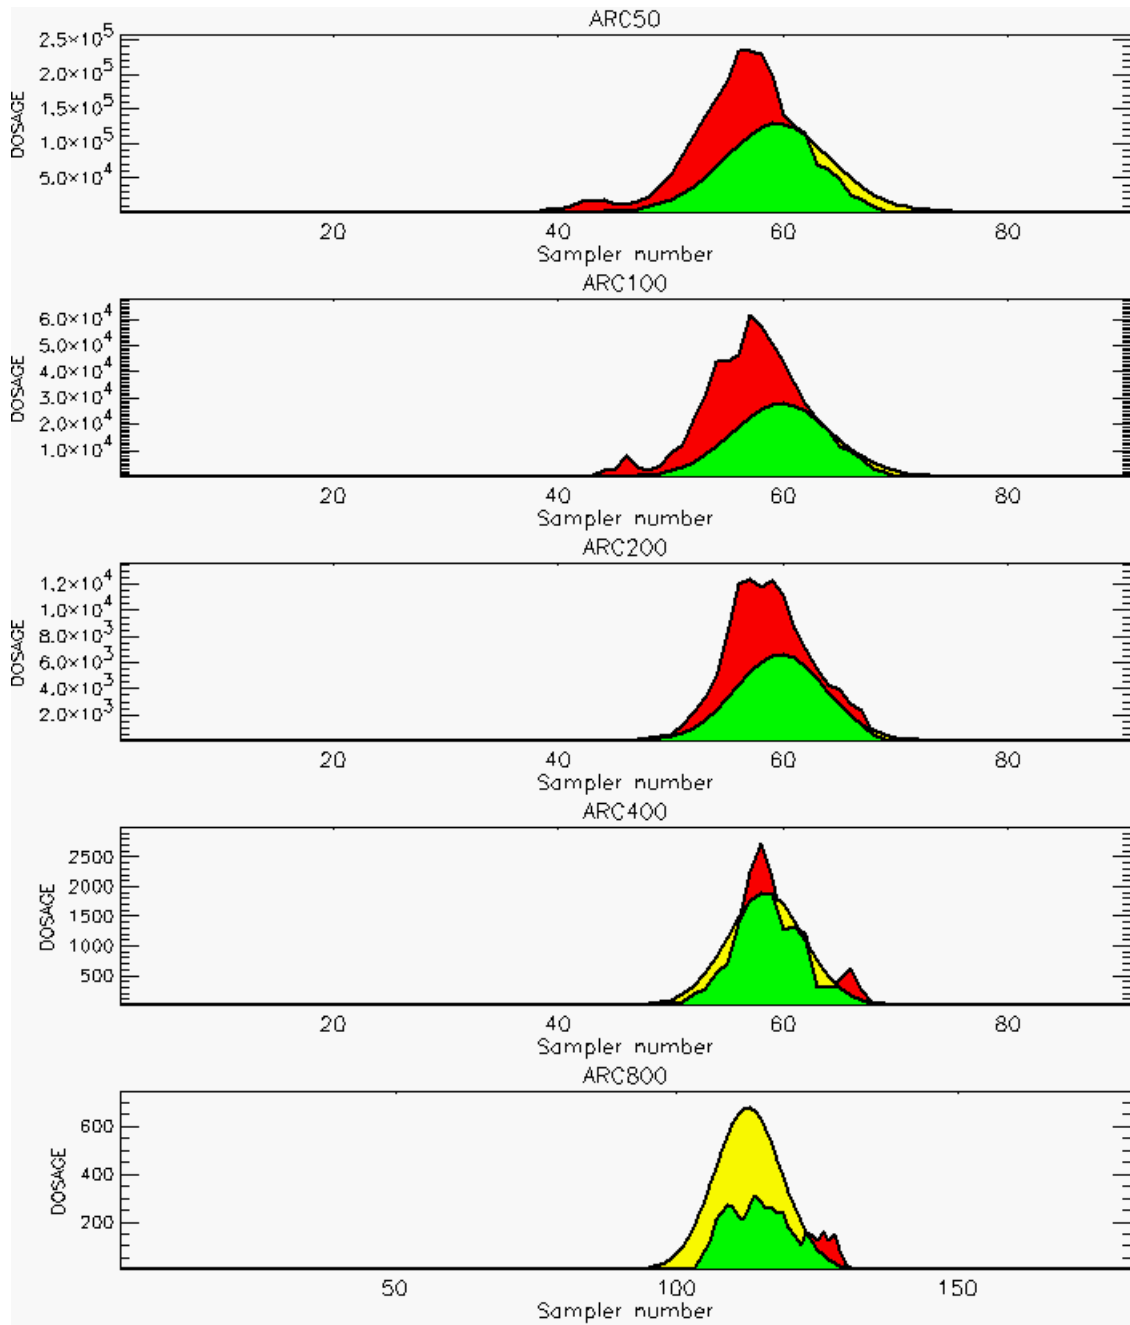 ARC50
2.5×10⁵
2.0×10⁵
1.5×10⁵
1.0×10⁵
5.0×10⁴
DOSAGE
20 40 60 80
Sampler number
ARC100
6.0×10⁴
5.0×10⁴
4.0×10⁴
3.0×10⁴
2.0×10⁴
1.0×10⁴
DOSAGE
20 40 60 80
Sampler number
ARC200
1.2×10⁴
1.0×10⁴
8.0×10³
6.0×10³
4.0×10³
2.0×10³
DOSAGE
20 40 60 80
Sampler number
ARC400
2500
2000
1500
1000
500
DOSAGE
20 40 60 80
Sampler number
ARC800
600
400
200
DOSAGE
50 100 150
Sampler number